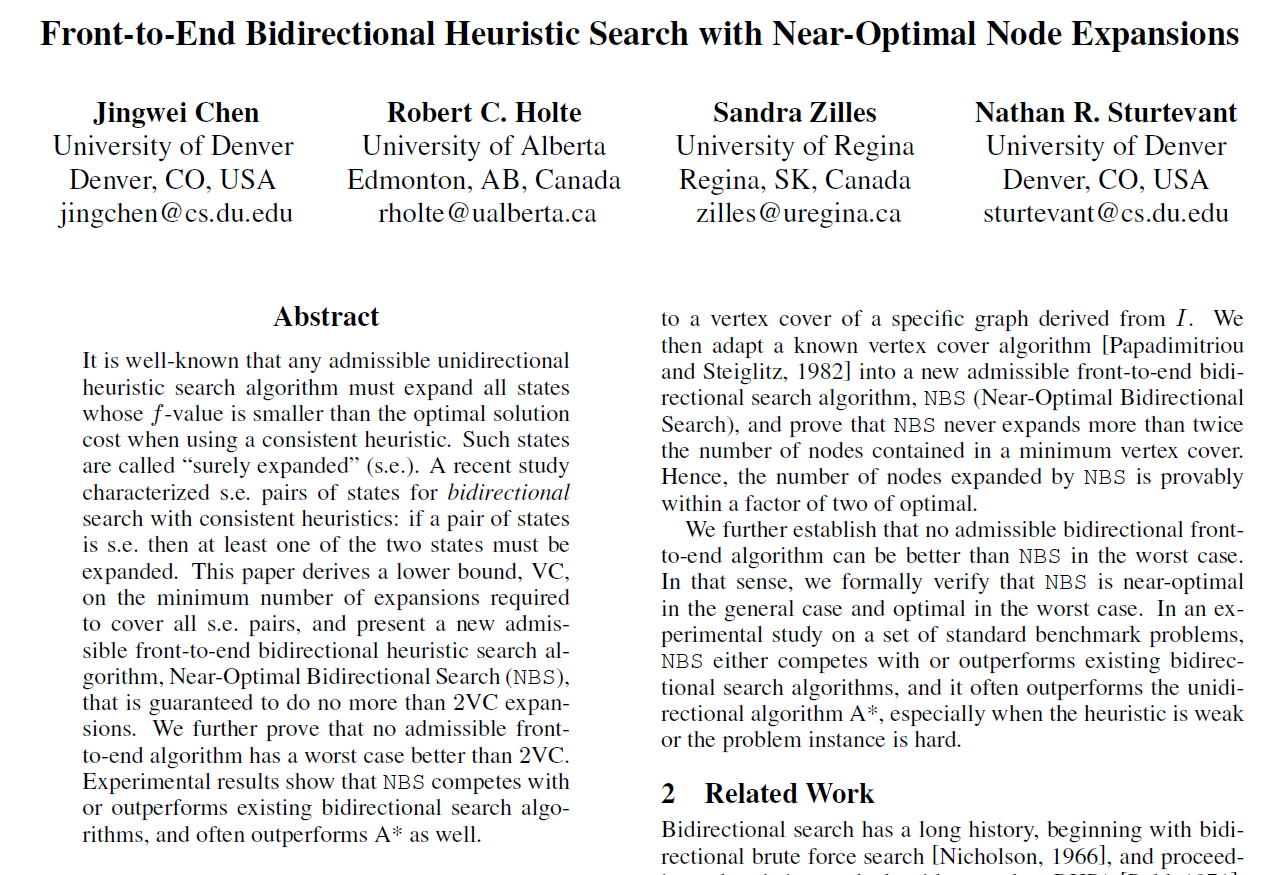 Front-to-End Bidirectional Heuristic Search with Near-Optimal Node Expansions
Jingwei Chen
University of Denver
Denver, CO, USA
jingchen@cs.du.edu
Robert C. Holte
University of Alberta
Edmonton, AB, Canada
rholte@ualberta.ca
Sandra Zilles
University of Regina
Regina, SK, Canada
zilles@uregina.ca
Nathan R. Sturtevant
University of Denver
Denver, CO, USA
sturtevant@cs.du.edu
Abstract
It is well-known that any admissible unidirectional
heuristic search algorithm must expand all states
whose f-value is smaller than the optimal solution
cost when using a consistent heuristic. Such states
are called “surely expanded” (s.e.). A recent study
characterized s.e. pairs of states for bidirectional
search with consistent heuristics: if a pair of states
is s.e. then at least one of the two states must be
expanded. This paper derives a lower bound, VC,
on the minimum number of expansions required
to cover all s.e. pairs, and present a new admis-
sible front-to-end bidirectional heuristic search al-
gorithm, Near-Optimal Bidirectional Search (NBS),
that is guaranteed to do no more than 2VC expan-
sions. We further prove that no admissible front-
to-end algorithm has a worst case better than 2VC.
Experimental results show that NBS competes with
or outperforms existing bidirectional search algo-
rithms, and often outperforms A* as well.
to a vertex cover of a specific graph derived from I. We
then adapt a known vertex cover algorithm [Papadimitriou
and Steiglitz, 1982] into a new admissible front-to-end bidi-
rectional search algorithm, NBS (Near-Optimal Bidirectional
Search), and prove that NBS never expands more than twice
the number of nodes contained in a minimum vertex cover.
Hence, the number of nodes expanded by NBS is provably
within a factor of two of optimal.
We further establish that no admissible bidirectional front-
to-end algorithm can be better than NBS in the worst case.
In that sense, we formally verify that NBS is near-optimal
in the general case and optimal in the worst case. In an ex-
perimental study on a set of standard benchmark problems,
NBS either competes with or outperforms existing bidirec-
tional search algorithms, and it often outperforms the unidi-
rectional algorithm A*, especially when the heuristic is weak
or the problem instance is hard.
2 Related Work
Bidirectional search has a long history, beginning with bidi-
rectional brute force search [Nicholson, 1966], and proceed-